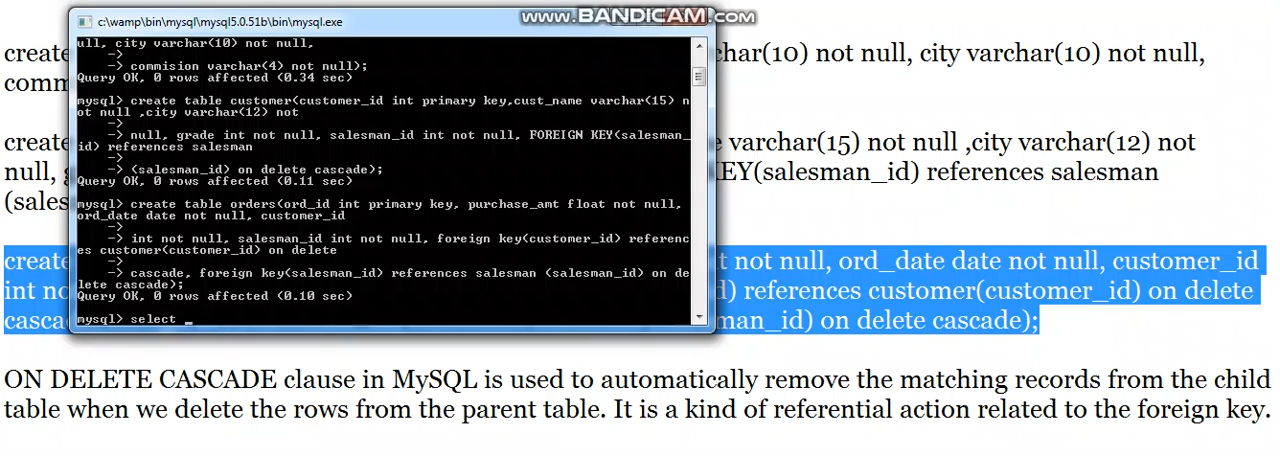 www.BANDICAM.com
c:\wamp\bin\mysql\mysql5.0.51b\bin\mysql.exe
ull, city varchar(10) not null,
->
-> commision varchar(4) not null);
Query OK, 0 rows affected (0.34 sec)
mysql> create table customer(customer_id int primary key,cust_name varchar(15) n
ot null ,city varchar(12) not
->
-> null, grade int not null, salesman_id int not null, FOREIGN KEY(salesman_
id) references salesman
->
-> (salesman_id) on delete cascade);
Query OK, 0 rows affected (0.11 sec)
mysql> create table orders(ord_id int primary key, purchase_amt float not null,
ord_date date not null, customer_id
->
-> int not null, salesman_id int not null, foreign key(customer_id) referenc
es customer(customer_id) on delete
->
-> cascade, foreign key(salesman_id) references salesman (salesman_id) on de
lete cascade);
Query OK, 0 rows affected (0.10 sec)
mysql> select _
create char(10) not null, city varchar(10) not null,
comm
create e varchar(15) not null ,city varchar(12) not
null, g KEY(salesman_id) references salesman
(sales
create t not null, ord_date date not null, customer_id
int no d) references customer(customer_id) on delete
casca man_id) on delete cascade);
ON DELETE CASCADE clause in MySQL is used to automatically remove the matching records from the child
table when we delete the rows from the parent table. It is a kind of referential action related to the foreign key.